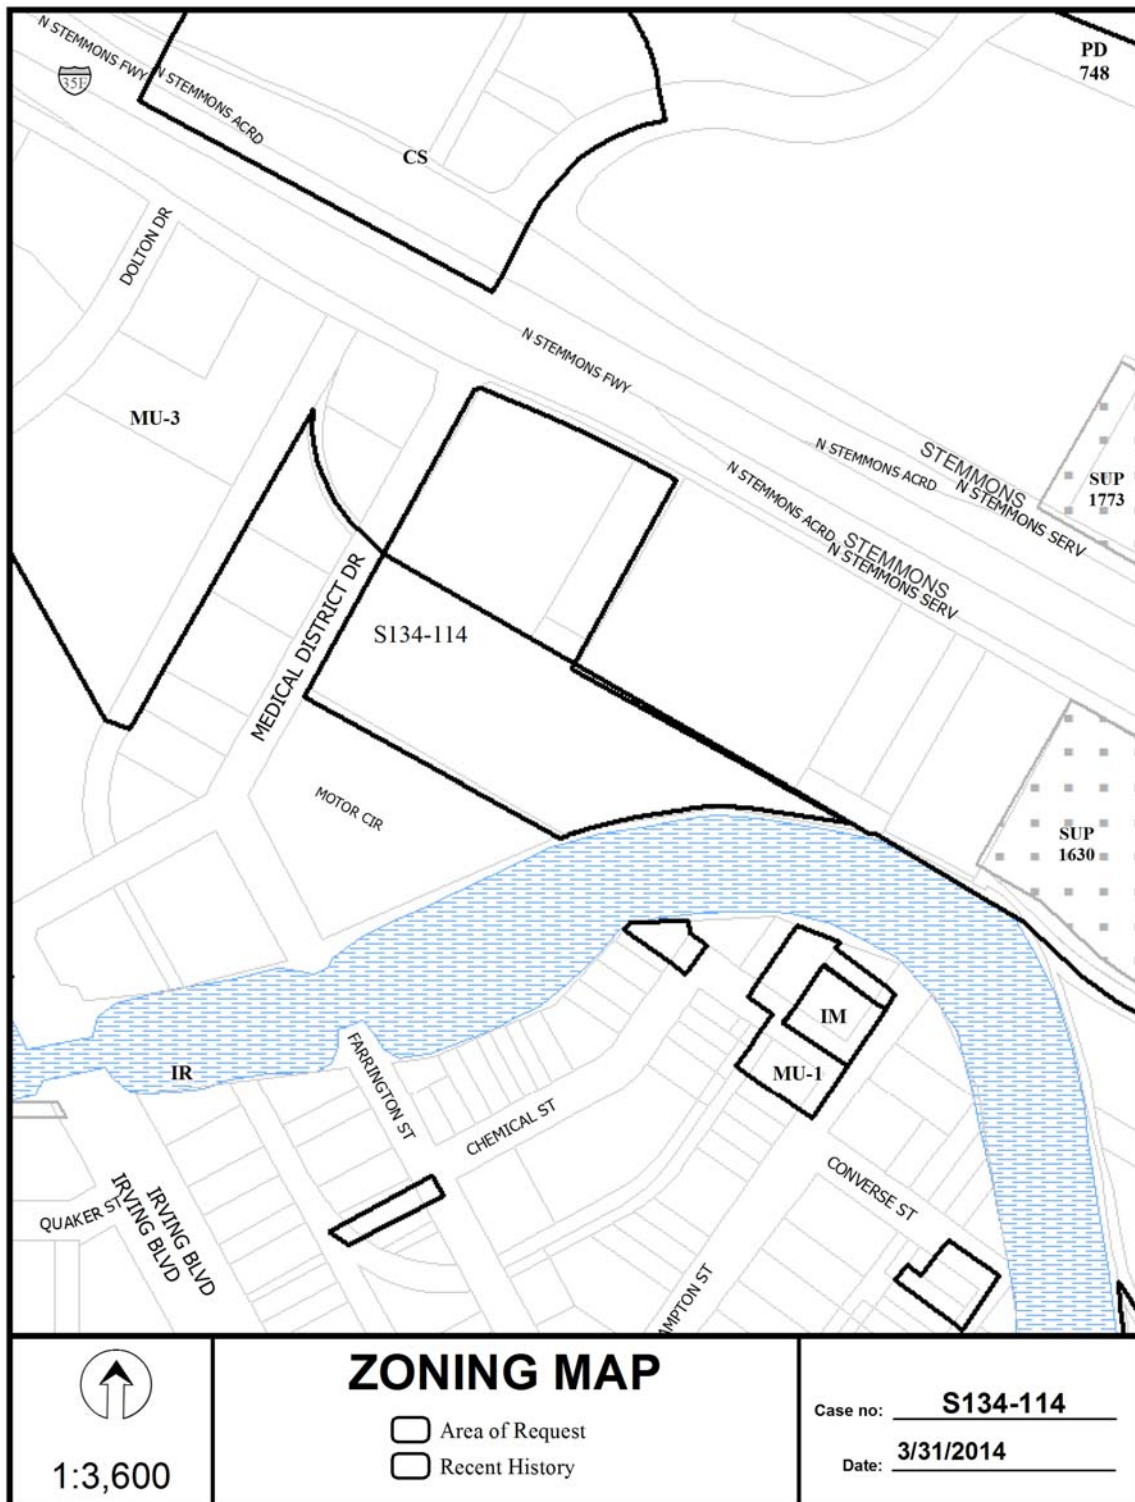 N STEMMONS FWY
35E
N STEMMONS ACRD
PD
748
CS
DOLTON DR
N STEMMONS FWY
MU-3
N STEMMONS ACRD
STEMMONS
N STEMMONS SERV
SUP
1773
N STEMMONS ACRD
STEMMONS
N STEMMONS SERV
MEDICAL DISTRICT DR
S134-114
MOTOR CIR
SUP
1630
IM
MU-1
IR
FARRINGTON ST
CHEMICAL ST
CONVERSE ST
QUAKER ST
IRVING BLVD
IRVING BLVD
AMPTON ST
ZONING MAP
Area of Request
Recent History
1:3,600
Case no: S134-114
Date: 3/31/2014